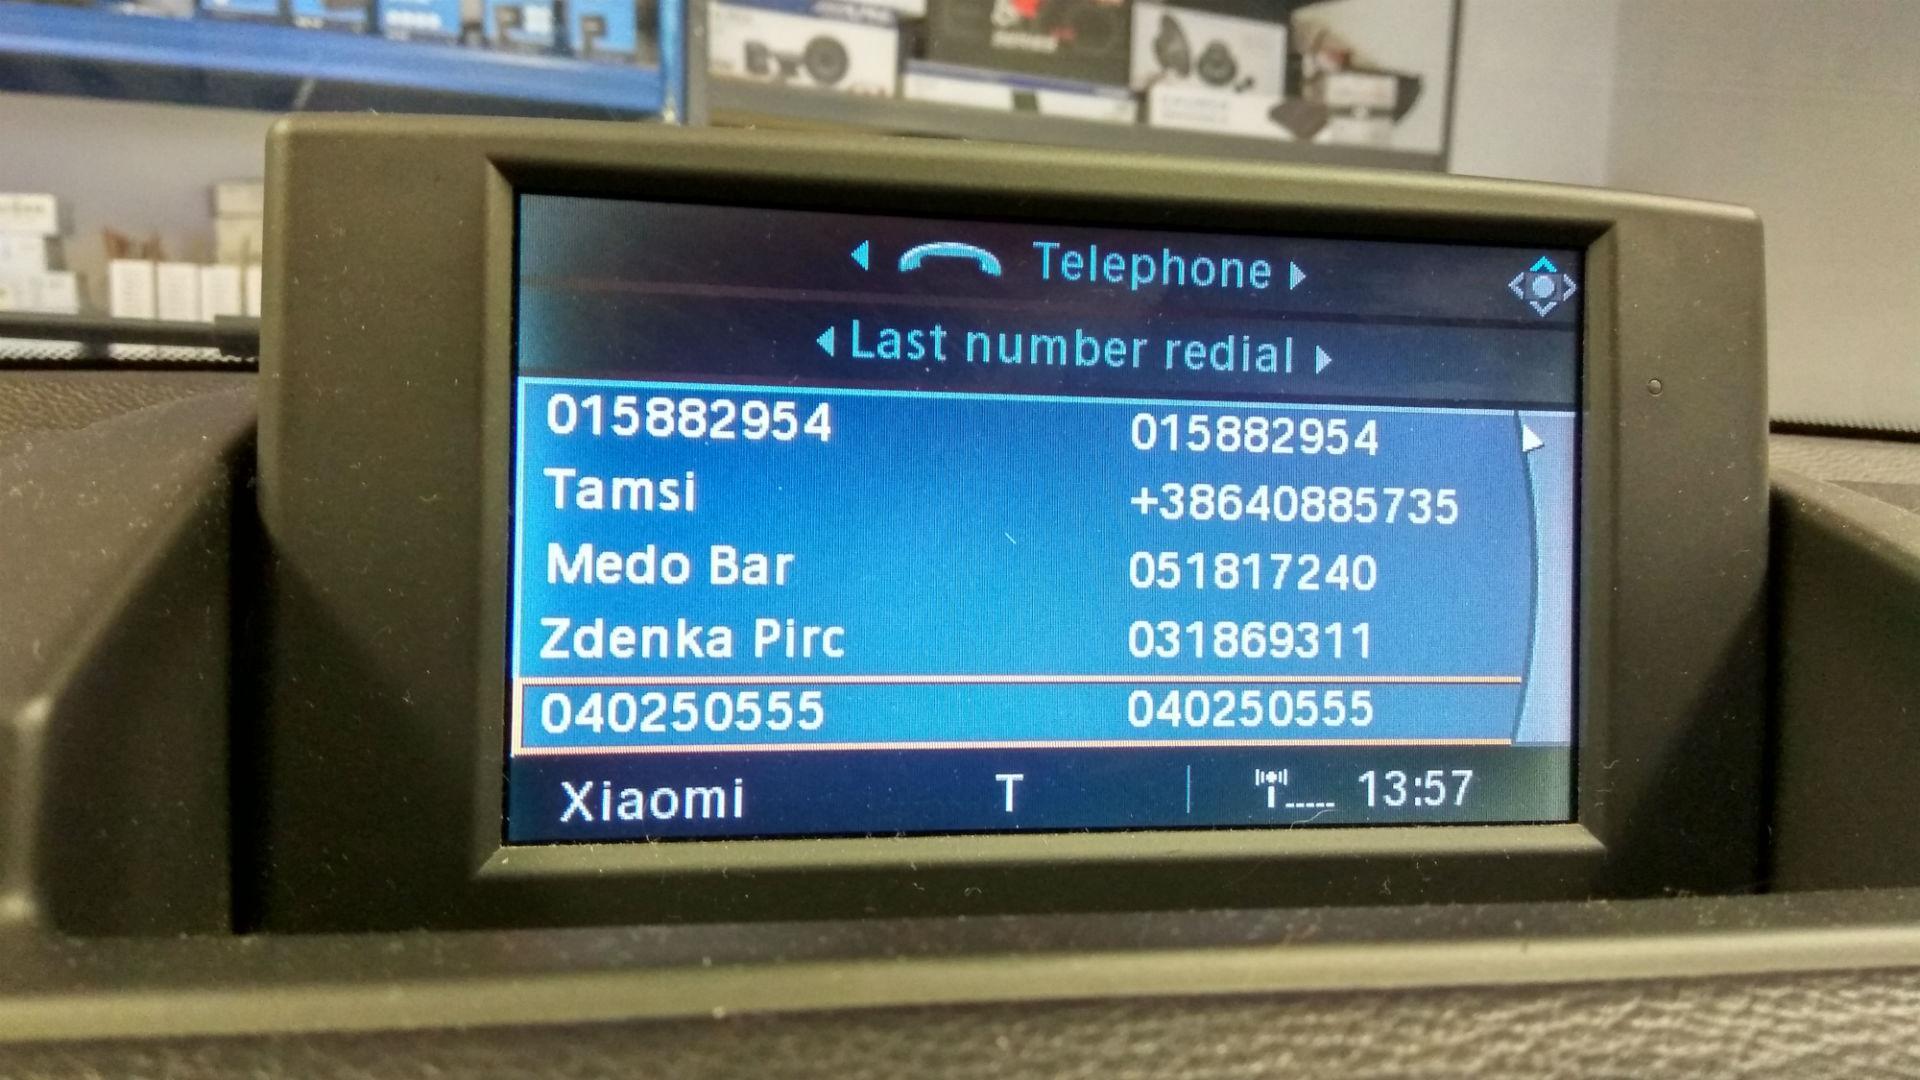 Telephone
Last number redial
015882954 015882954
Tamsi +38640885735
Medo Bar 051817240
Zdenka Pirc 031869311
040250555 040250555
Xiaomi T 13:57